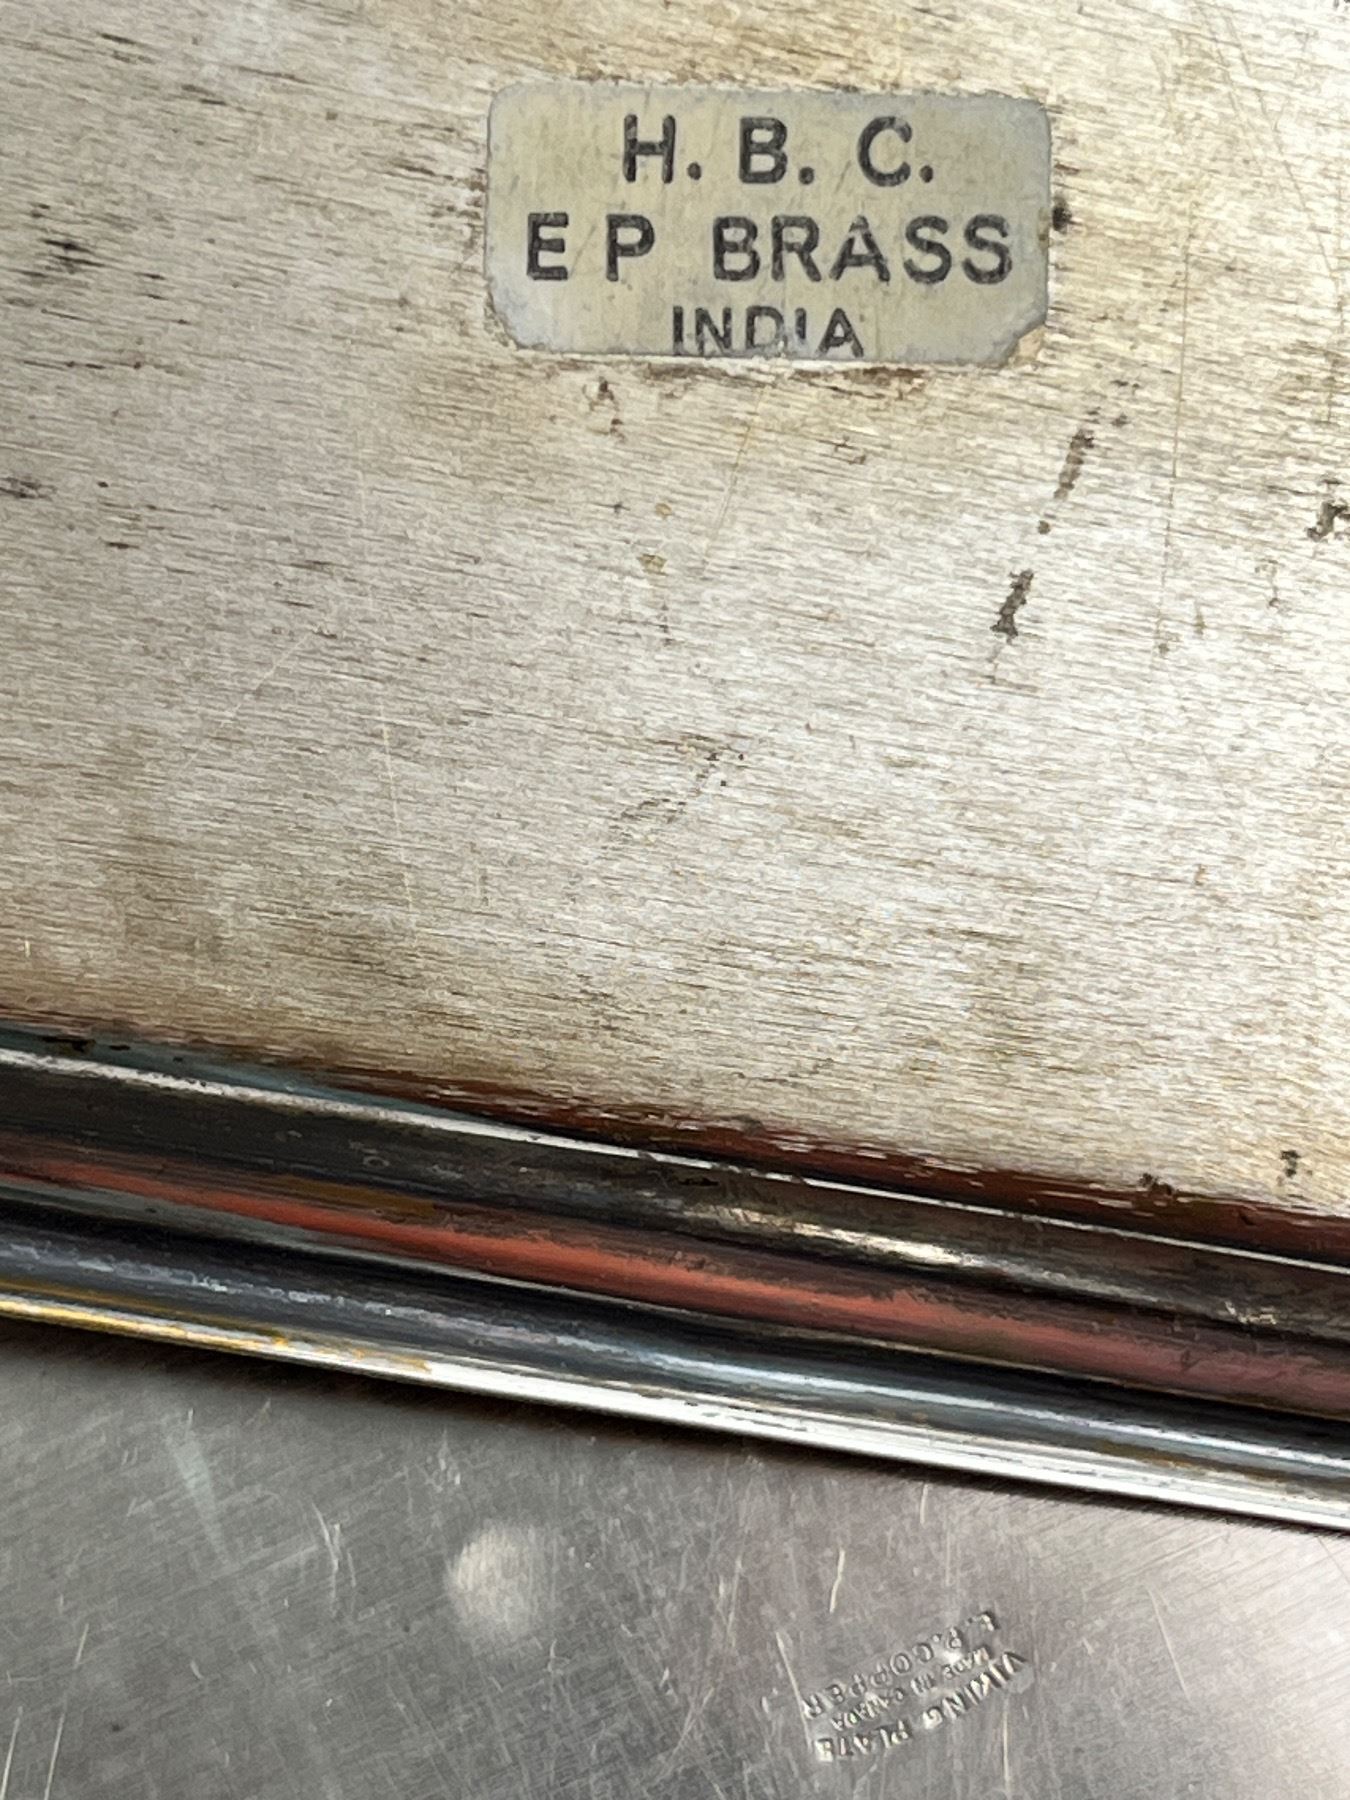 H. B. C.
E P BRASS
INDIA
VIKING PLATE
MADE IN CANADA
E. P. COPPER